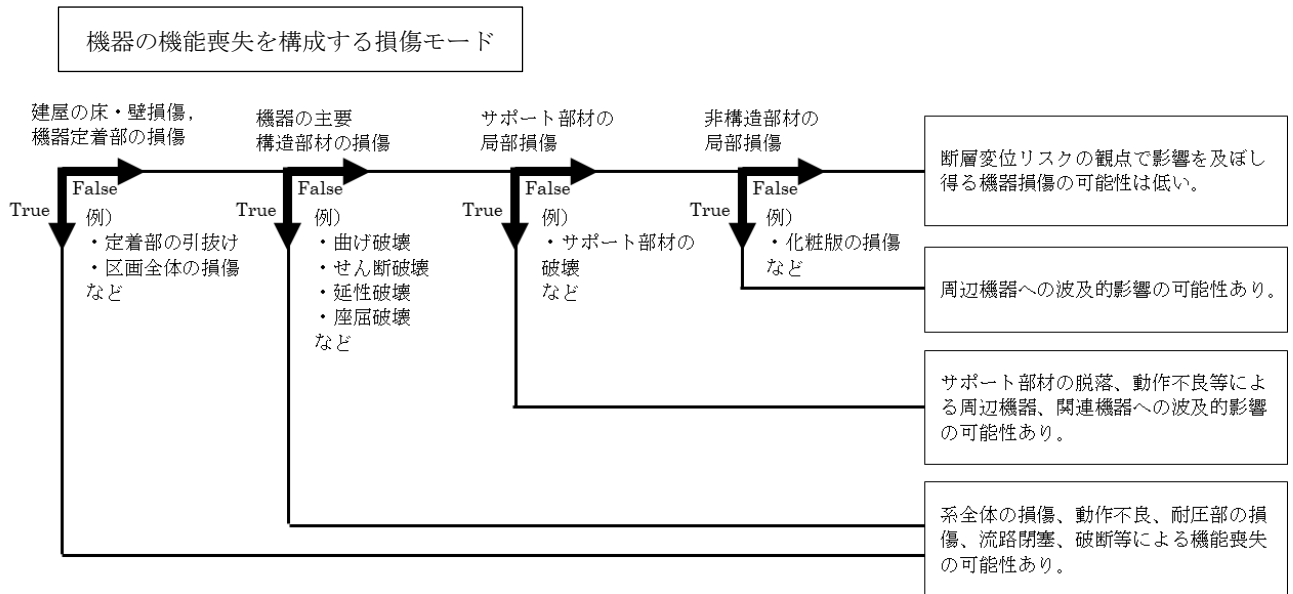 機器の機能喪失を構成する損傷モード
建屋の床・壁損傷,
機器定着部の損傷
True
False
例)
・定着部の引抜け
・区画全体の損傷
など
機器の主要
構造部材の損傷
True
False
例)
・曲げ破壊
・せん断破壊
・延性破壊
・座屈破壊
など
サポート部材の
局部損傷
True
False
例)
・サポート部材の
破壊
など
非構造部材の
局部損傷
True
False
例)
・化粧版の損傷
など
断層変位リスクの観点で影響を及ぼし
得る機器損傷の可能性は低い。
周辺機器への波及的影響の可能性あり。
サポート部材の脱落、動作不良等によ
る周辺機器、関連機器への波及的影響
の可能性あり。
系全体の損傷、動作不良、耐圧部の損
傷、流路閉塞、破断等による機能喪失
の可能性あり。